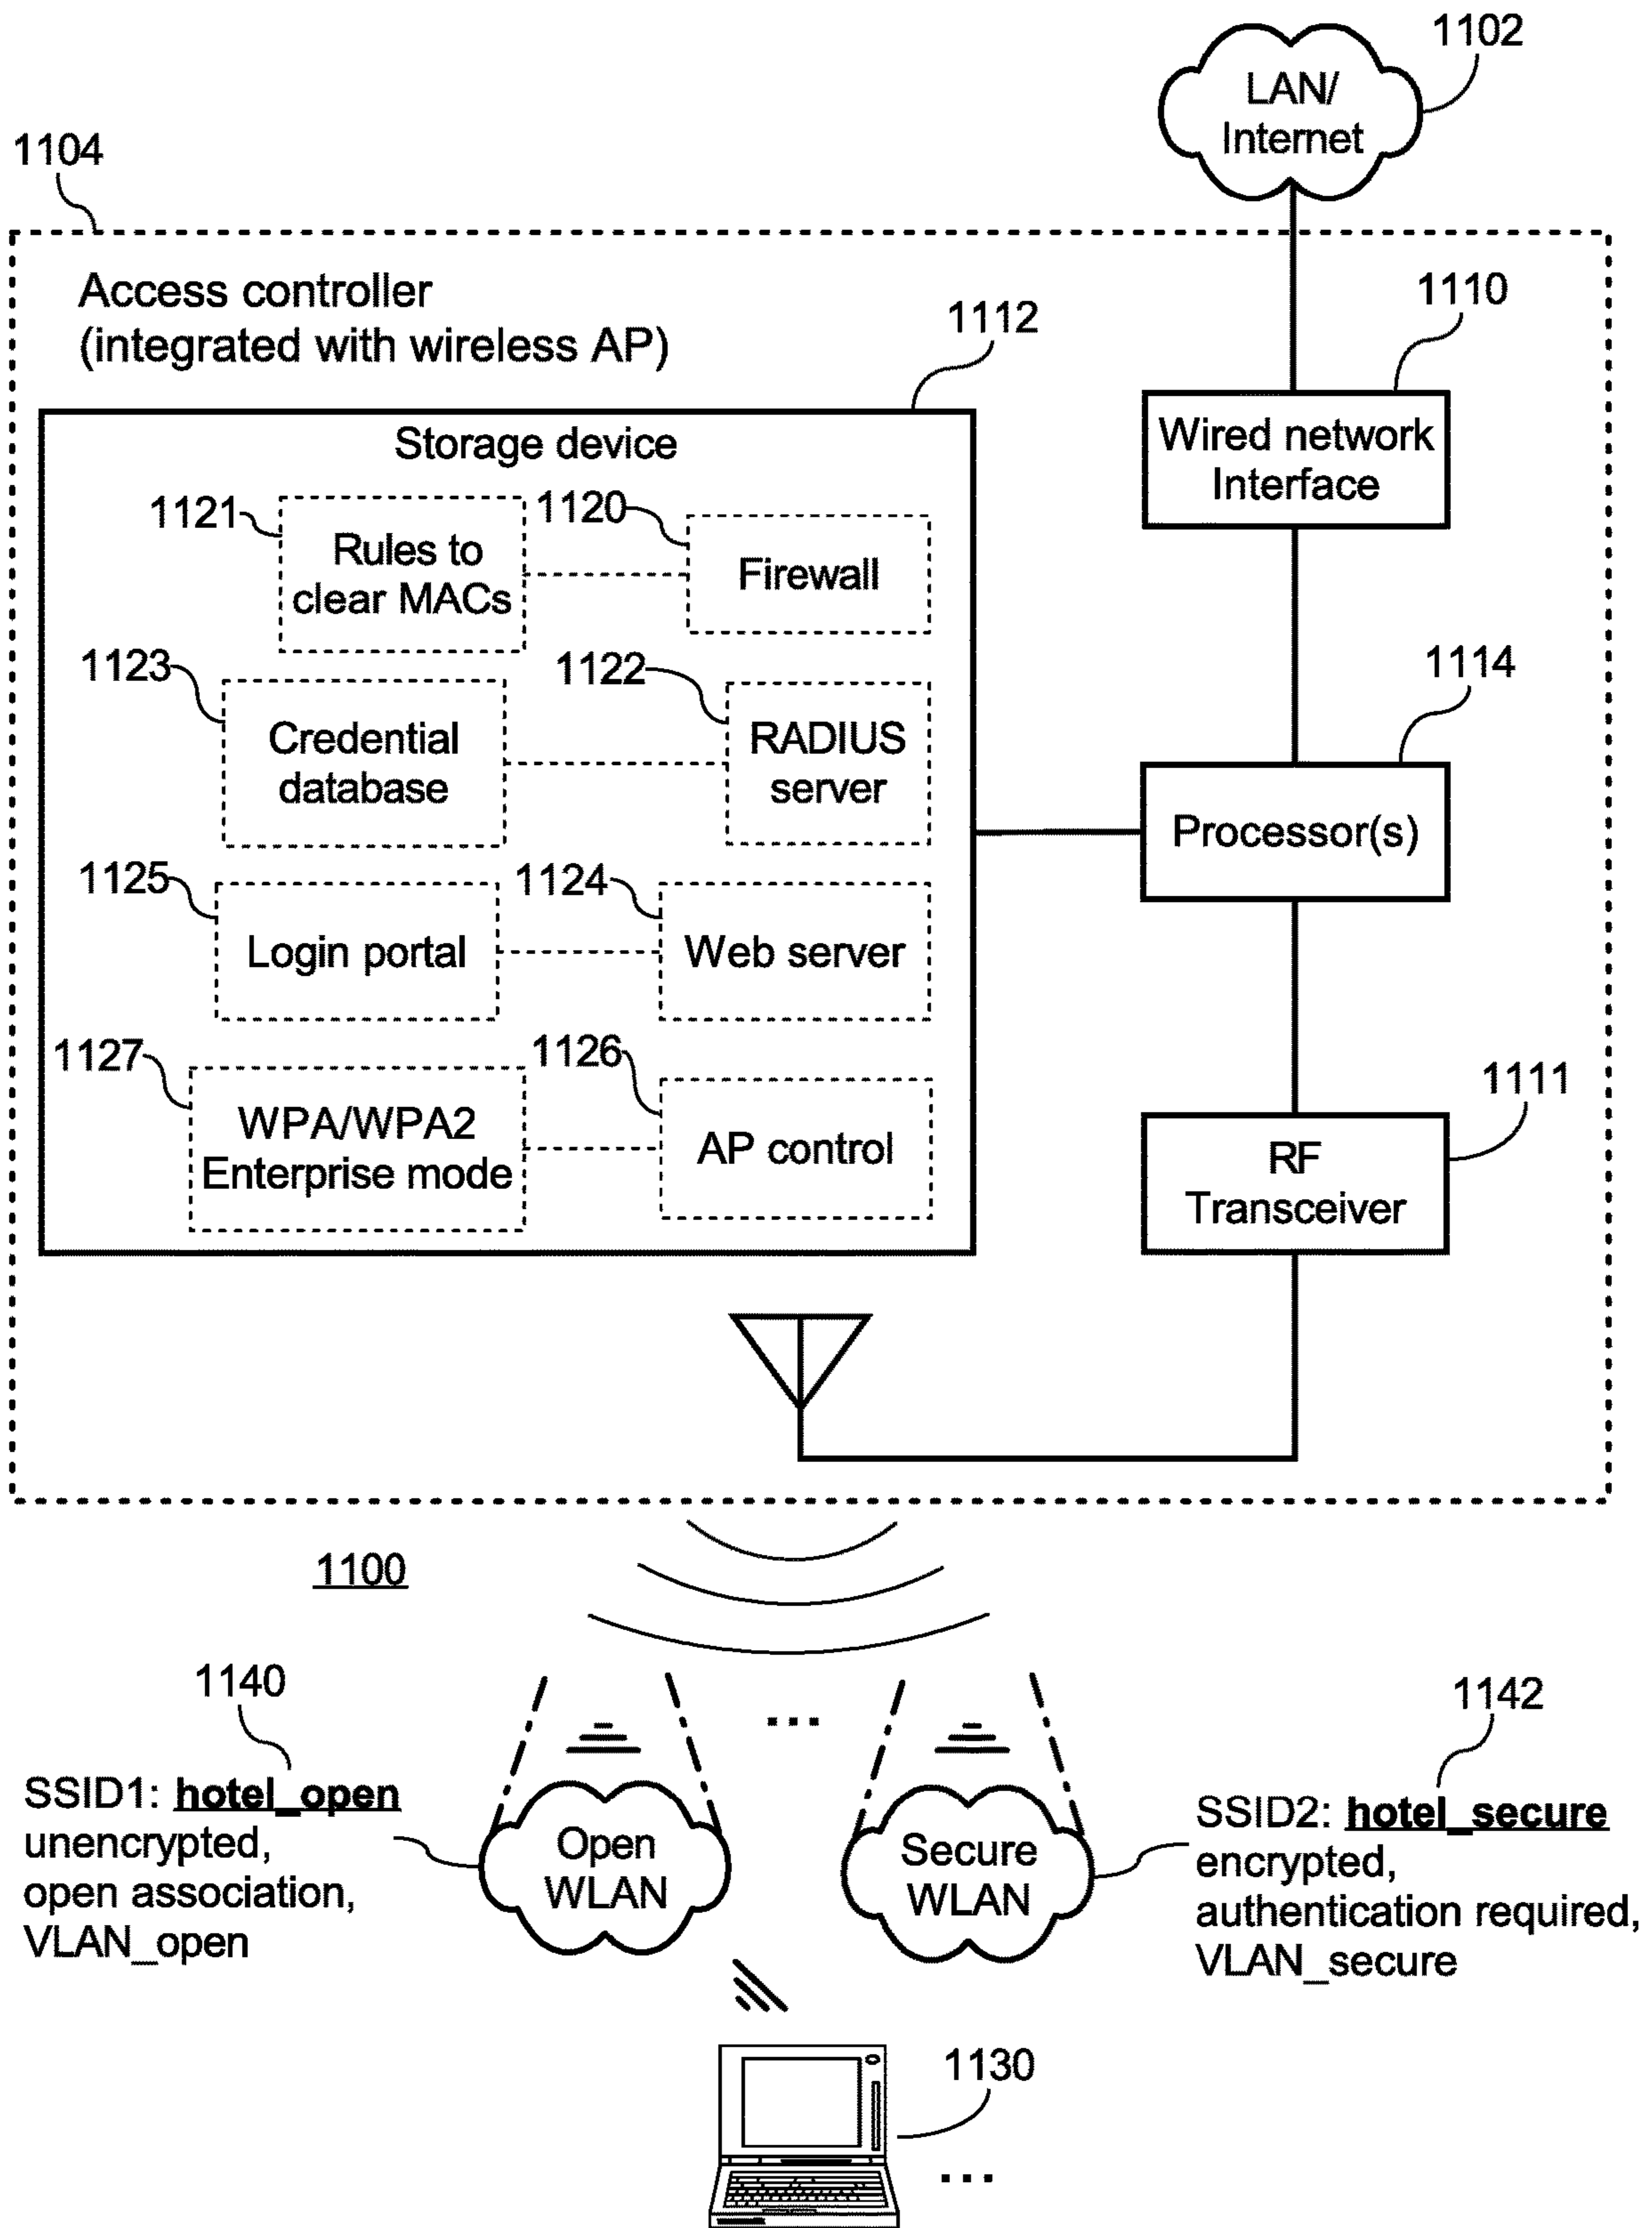 1102
LAN/
Internet
1104
Access controller
(integrated with wireless AP)
1112
1110
Wired network
Interface
Storage device
1121
Rules to
clear MACs
1120
Firewall
1123
Credential
database
1122
RADIUS
server
1114
Processor(s)
1125
Login portal
1124
Web server
1127
WPA/WPA2
Enterprise mode
1126
AP control
1111
RF
Transceiver
1100
1140
SSID1: hotel_open
unencrypted,
open association,
VLAN_open
Open
WLAN
...
Secure
WLAN
1142
SSID2: hotel_secure
encrypted,
authentication required,
VLAN_secure
1130
...